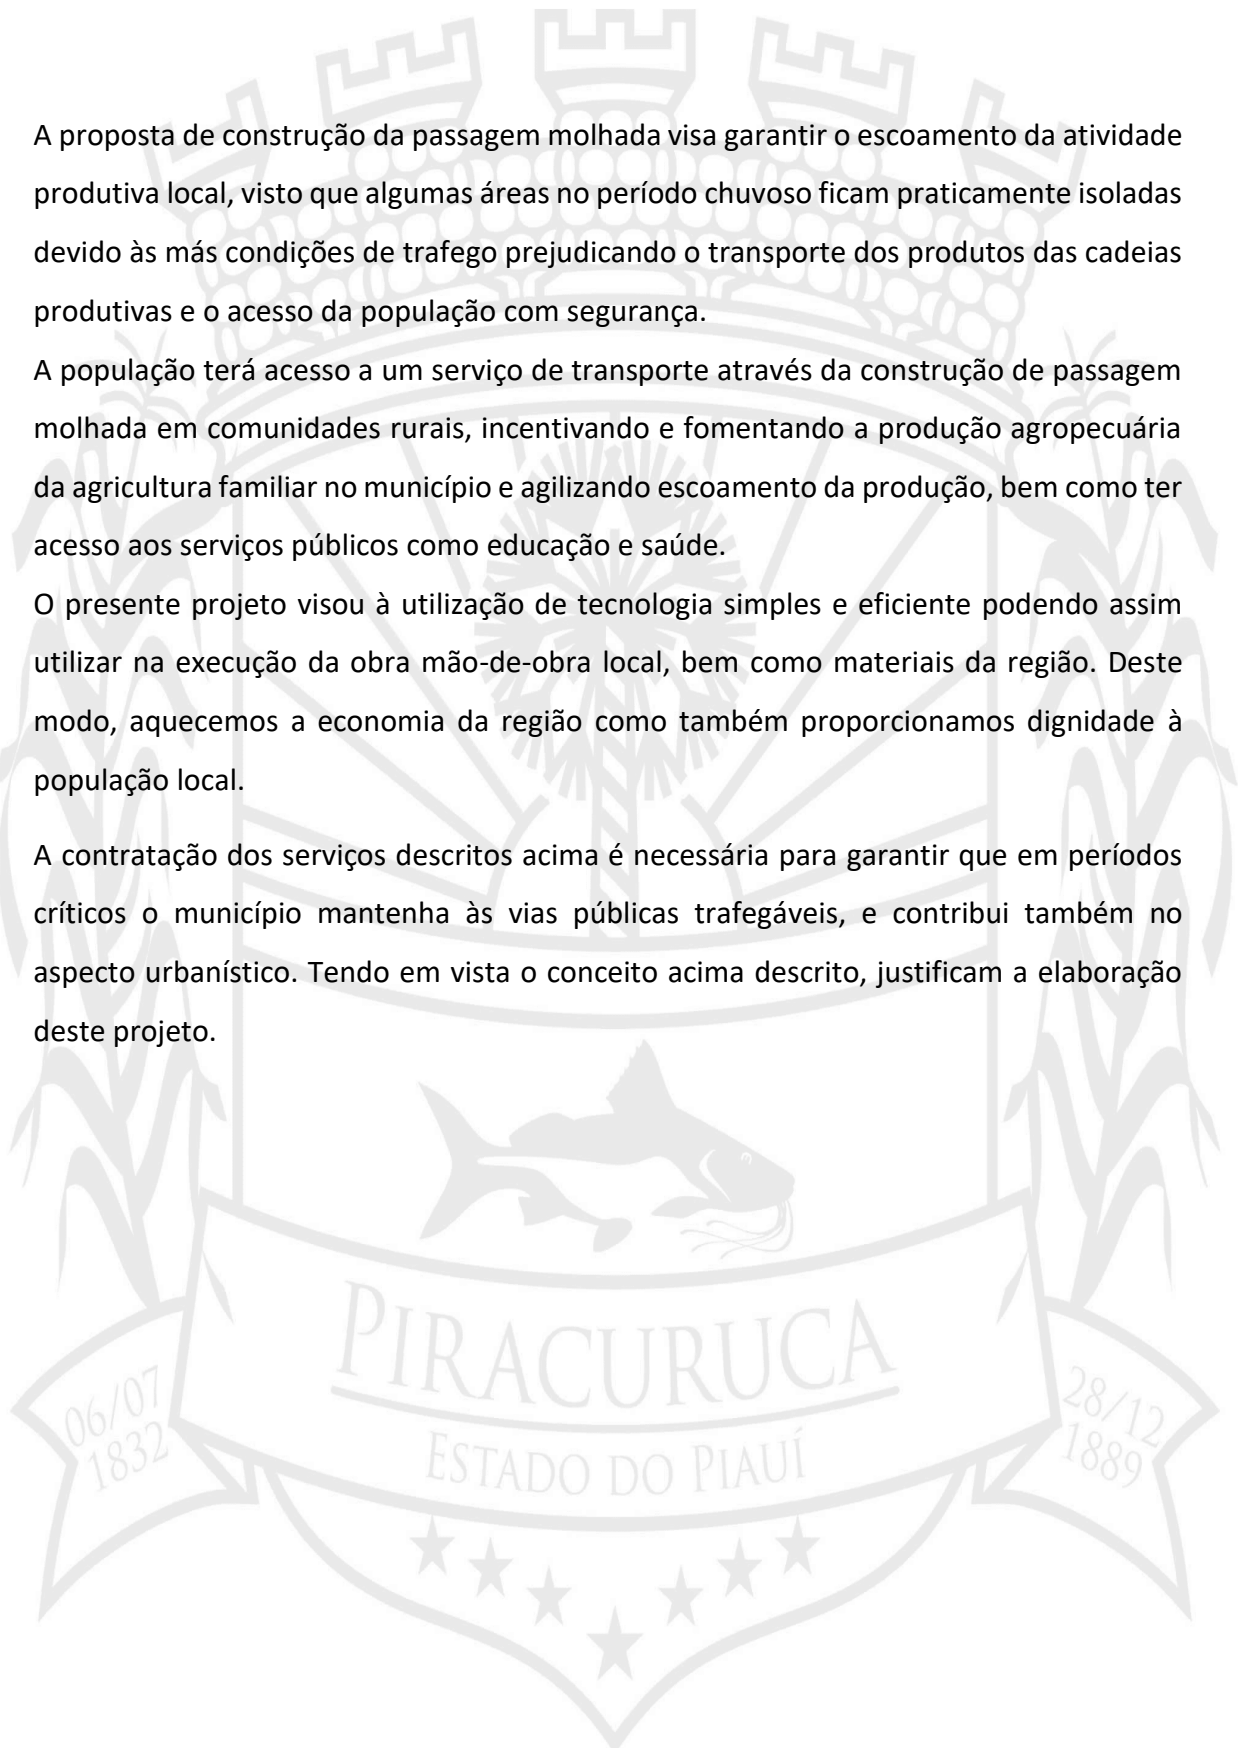 A proposta de construção da passagem molhada visa garantir o escoamento da atividade
produtiva local, visto que algumas áreas no período chuvoso ficam praticamente isoladas
devido às más condições de trafego prejudicando o transporte dos produtos das cadeias
produtivas e o acesso da população com segurança.
A população terá acesso a um serviço de transporte através da construção de passagem
molhada em comunidades rurais, incentivando e fomentando a produção agropecuária
da agricultura familiar no município e agilizando escoamento da produção, bem como ter
acesso aos serviços públicos como educação e saúde.
O presente projeto visou à utilização de tecnologia simples e eficiente podendo assim
utilizar na execução da obra mão-de-obra local, bem como materiais da região. Deste
modo, aquecemos a economia da região como também proporcionamos dignidade à
população local.
A contratação dos serviços descritos acima é necessária para garantir que em períodos
críticos o município mantenha às vias públicas trafegáveis, e contribui também no
aspecto urbanístico. Tendo em vista o conceito acima descrito, justificam a elaboração
deste projeto.
PIRACURUCA
06/07
1832
28/12
1889
ESTADO DO PIAUÍ